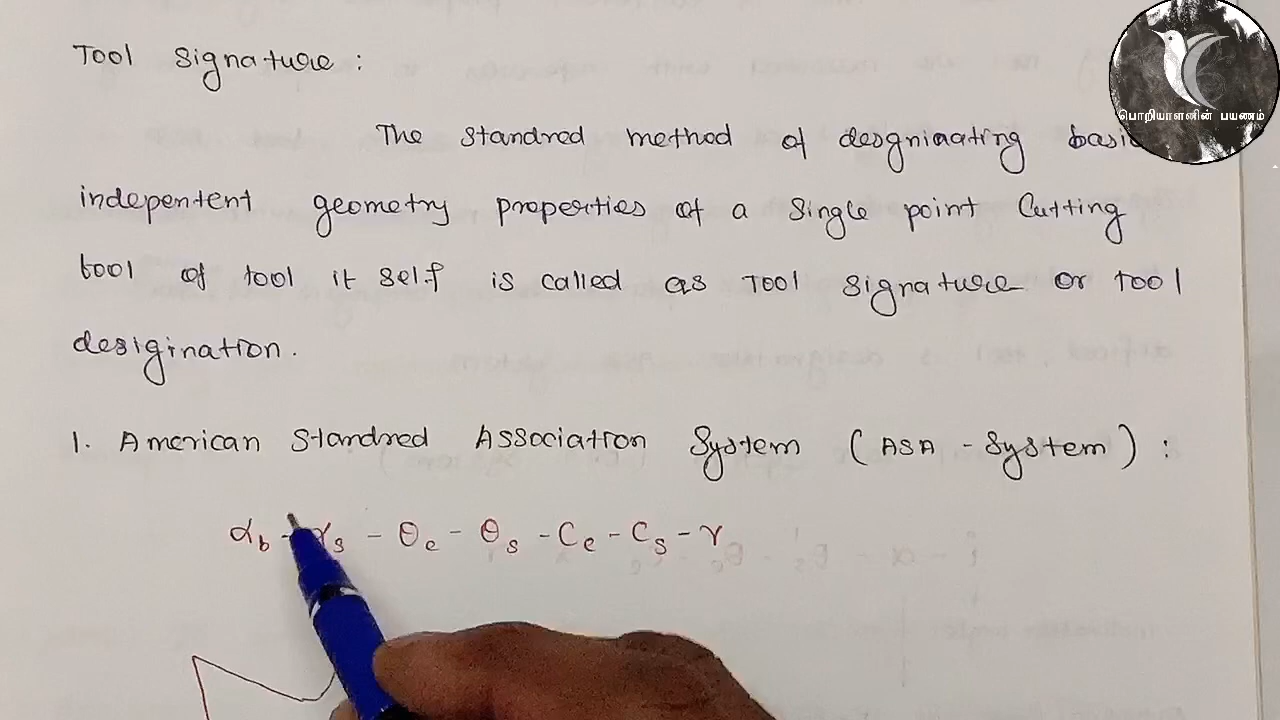 Tool Signature :
பொறியாளனின் பயணம்
The Standred method of desgniaating basic
indepentent geometry properties of a Single point Cutting
tool of tool it self is called as Tool Signature or Tool
desigination.
1. American Standred Association System (ASA - System) :
αb - αs - θe - θs - Ce - Cs - r